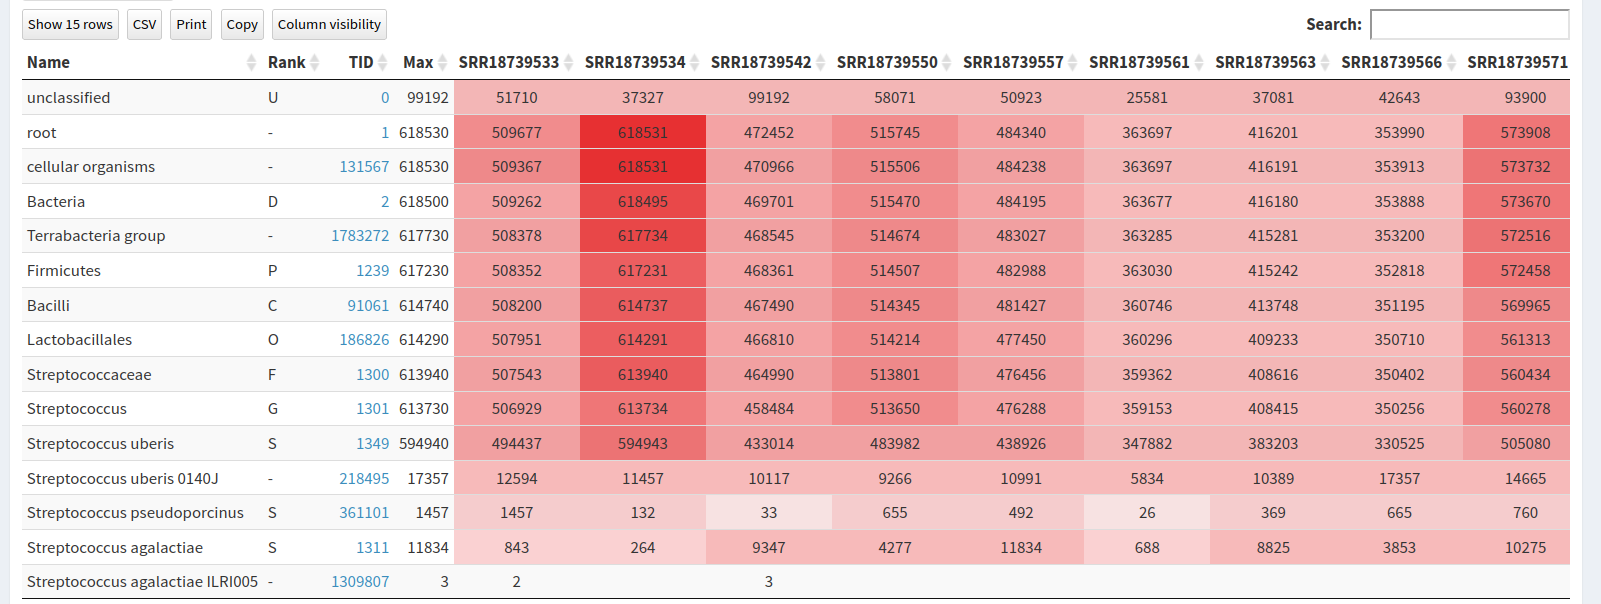 Show 15 rows CSV Print Copy Column visibility Search:
Name Rank TID Max SRR18739533 SRR18739534 SRR18739542 SRR18739550 SRR18739557 SRR18739561 SRR18739563 SRR18739566 SRR18739571
unclassified U 0 99192 51710 37327 99192 58071 50923 25581 37081 42643 93900
root - 1 618530 509677 618531 472452 515745 484340 363697 416201 353990 573908
cellular organisms - 131567 618530 509367 618531 470966 515506 484238 363697 416191 353913 573732
Bacteria D 2 618500 509262 618495 469701 515470 484195 363677 416180 353888 573670
Terrabacteria group - 1783272 617730 508378 617734 468545 514674 483027 363285 415281 353200 572516
Firmicutes P 1239 617230 508352 617231 468361 514507 482988 363030 415242 352818 572458
Bacilli C 91061 614740 508200 614737 467490 514345 481427 360746 413748 351195 569965
Lactobacillales O 186826 614290 507951 614291 466810 514214 477450 360296 409233 350710 561313
Streptococcaceae F 1300 613940 507543 613940 464990 513801 476456 359362 408616 350402 560434
Streptococcus G 1301 613730 506929 613734 458484 513650 476288 359153 408415 350256 560278
Streptococcus uberis S 1349 594940 494437 594943 433014 483982 438926 347882 383203 330525 505080
Streptococcus uberis 0140J - 218495 17357 12594 11457 10117 9266 10991 5834 10389 17357 14665
Streptococcus pseudoporcinus S 361101 1457 1457 132 33 655 492 26 369 665 760
Streptococcus agalactiae S 1311 11834 843 264 9347 4277 11834 688 8825 3853 10275
Streptococcus agalactiae ILRI005 - 1309807 3 2 3